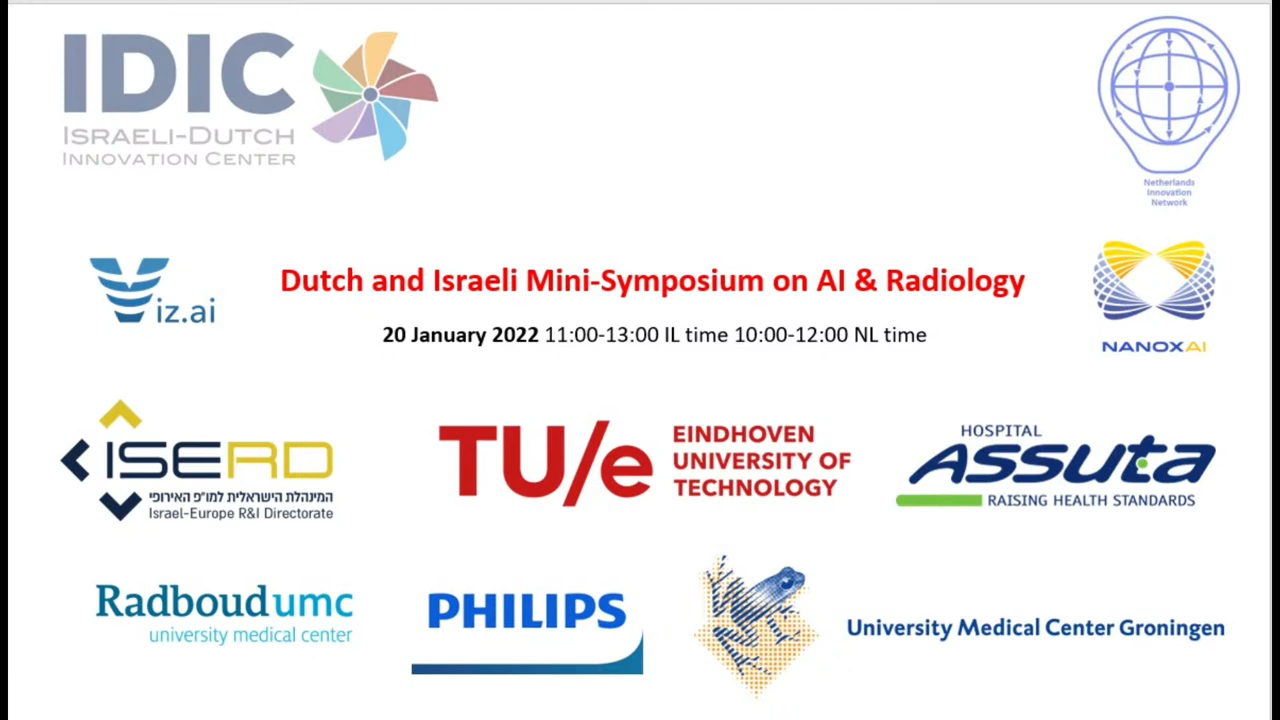 IDIC
ISRAELI-DUTCH
INNOVATION CENTER
Netherlands
Innovation
Network
Viz.ai
Dutch and Israeli Mini-Symposium on AI & Radiology
20 January 2022 11:00-13:00 IL time 10:00-12:00 NL time
NANOXAI
ISERD
המינהלת הישראלית למו"פ האירופי
Israel-Europe R&I Directorate
TU/e
EINDHOVEN
UNIVERSITY OF
TECHNOLOGY
HOSPITAL
ASSUTA
RAISING HEALTH STANDARDS
Radboudumc
university medical center
PHILIPS
University Medical Center Groningen